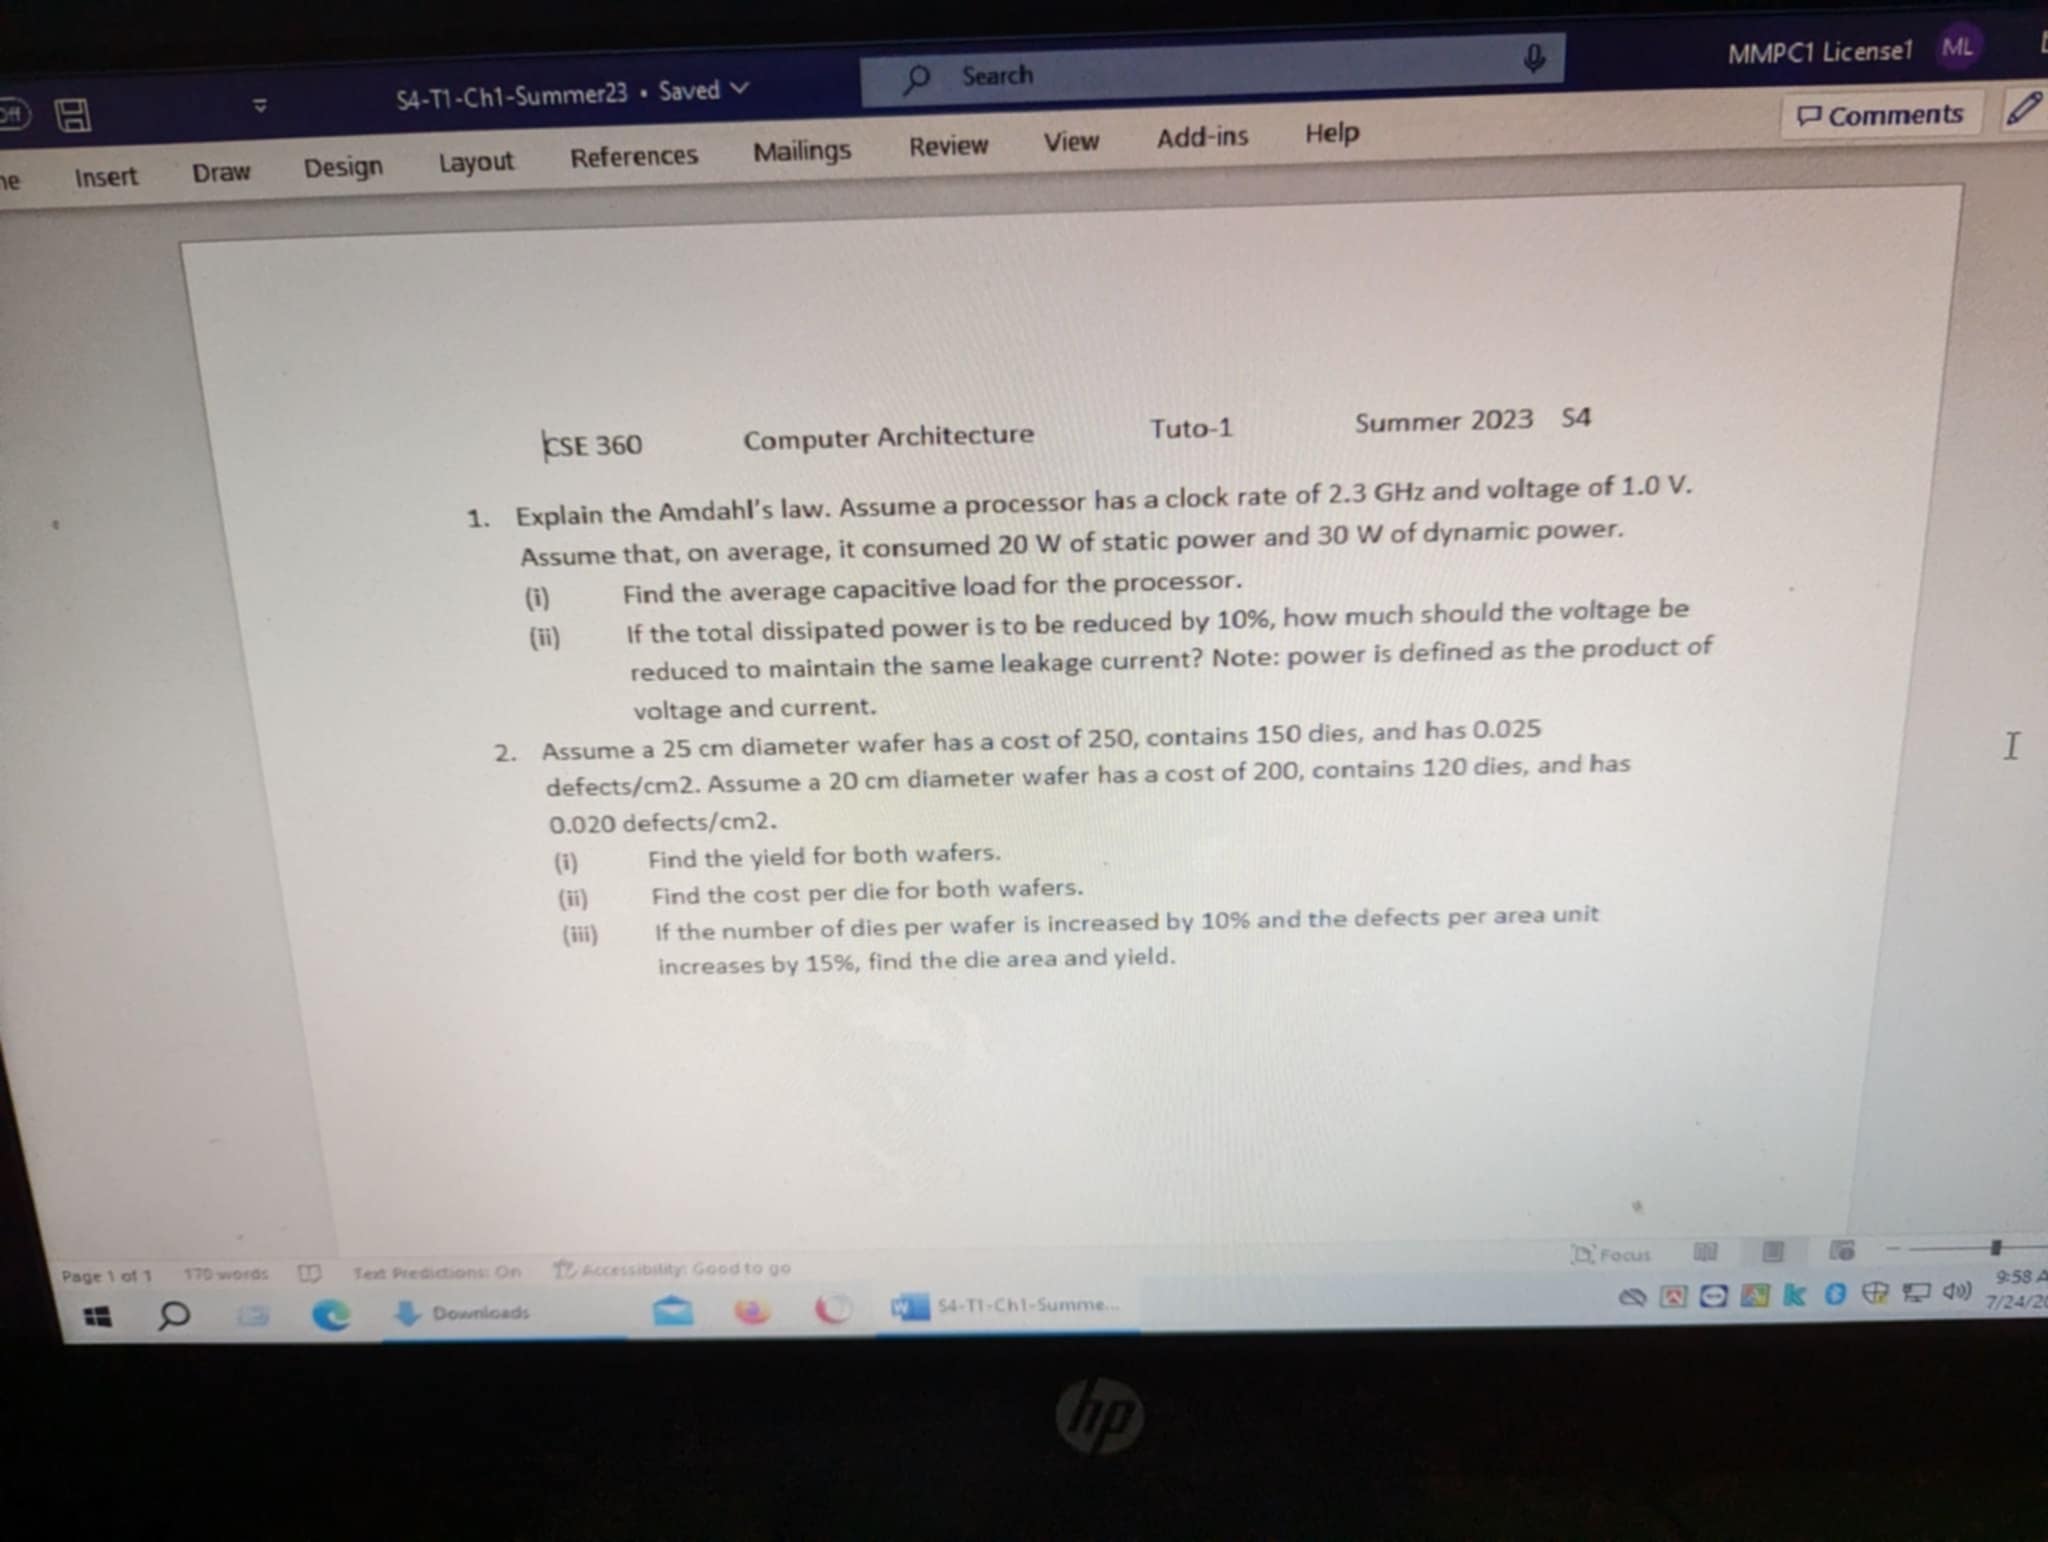 Off
S4-T1-Ch1-Summer23 • Saved
Search
MMPC1 License1 ML
Insert Draw Design Layout References Mailings Review View Add-ins Help
Comments
CSE 360 Computer Architecture Tuto-1 Summer 2023 S4
1. Explain the Amdahl's law. Assume a processor has a clock rate of 2.3 GHz and voltage of 1.0 V.
Assume that, on average, it consumed 20 W of static power and 30 W of dynamic power.
(i) Find the average capacitive load for the processor.
(ii) If the total dissipated power is to be reduced by 10%, how much should the voltage be
reduced to maintain the same leakage current? Note: power is defined as the product of
voltage and current.
2. Assume a 25 cm diameter wafer has a cost of 250, contains 150 dies, and has 0.025
defects/cm2. Assume a 20 cm diameter wafer has a cost of 200, contains 120 dies, and has
0.020 defects/cm2.
(i) Find the yield for both wafers.
(ii) Find the cost per die for both wafers.
(iii) If the number of dies per wafer is increased by 10% and the defects per area unit
increases by 15%, find the die area and yield.
Page 1 of 1 170 words Text Predictions: On Accessibility: Good to go
Focus
Downloads
W S4-T1-Ch1-Summe...
9:58 A
7/24/20
hp